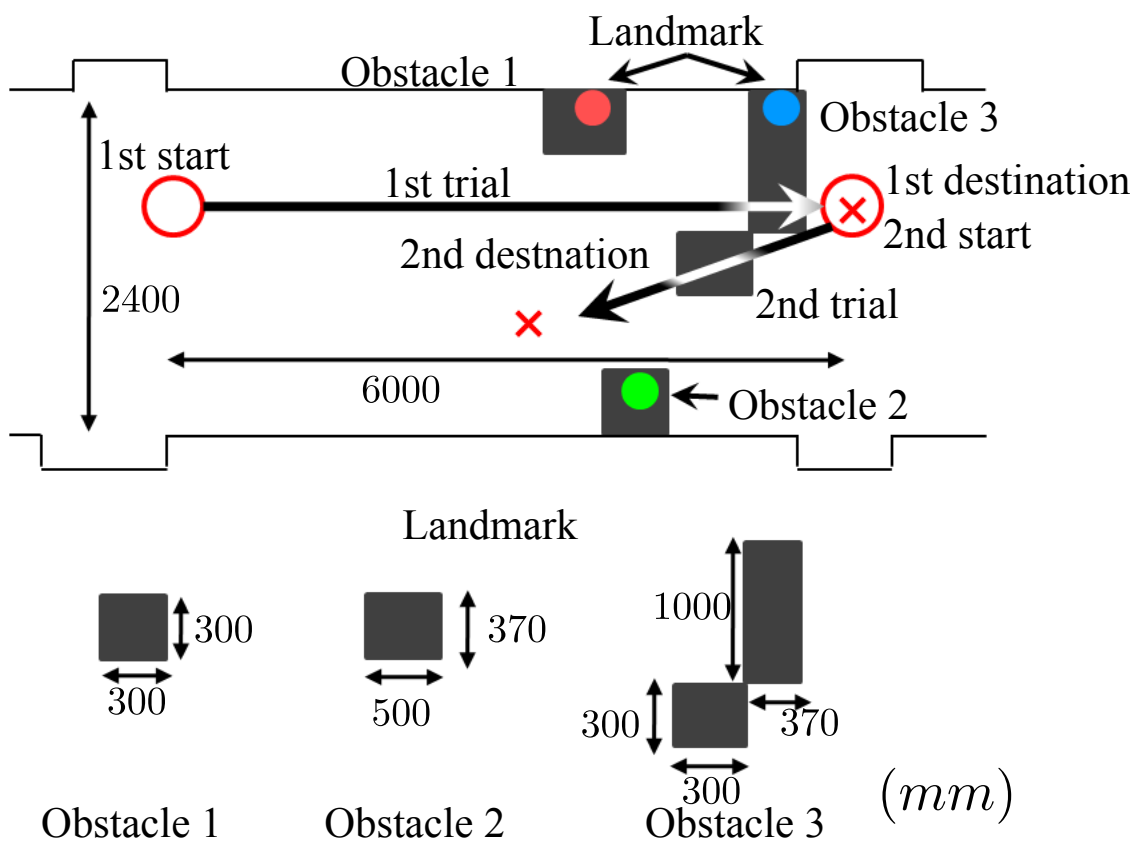 Landmark
Obstacle 1
Obstacle 3
1st start
1st trial
1st destination
2nd start
2nd destnation
2400
2nd trial
6000
Obstacle 2
Landmark
300
300
370
500
1000
300
370
300
(mm)
Obstacle 1
Obstacle 2
Obstacle 3